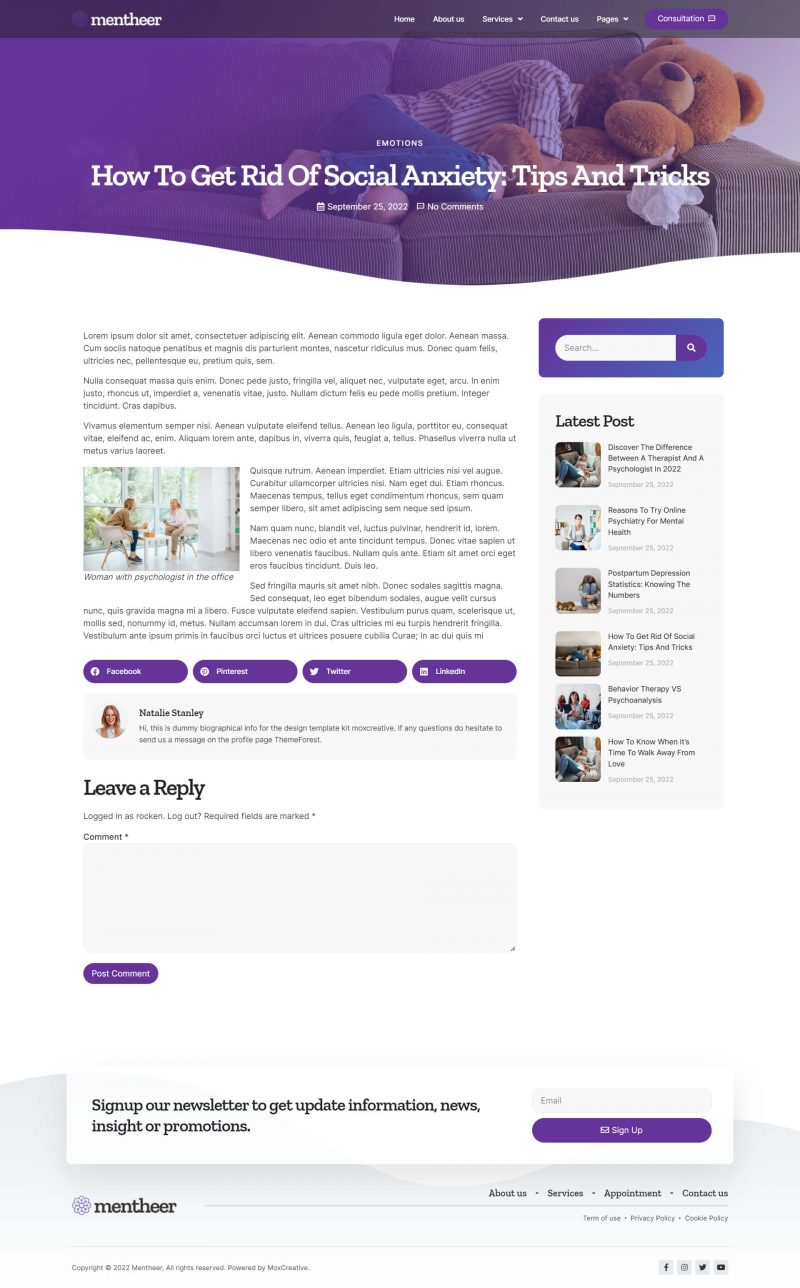 mentheer
Home
About us
Services
Contact us
Pages
Consultation
EMOTIONS
How To Get Rid Of Social Anxiety: Tips And Tricks
September 25, 2022
No Comments
Lorem ipsum dolor sit amet, consectetuer adipiscing elit. Aenean commodo ligula eget dolor. Aenean massa.
Cum sociis natoque penatibus et magnis dis parturient montes, nascetur ridiculus mus. Donec quam felis,
ultricies nec, pellentesque eu, pretium quis, sem.
Nulla consequat massa quis enim. Donec pede justo, fringilla vel, aliquet nec, vulputate eget, arcu. In enim
justo, rhoncus ut, imperdiet a, venenatis vitae, justo. Nullam dictum felis eu pede mollis pretium. Integer
tincidunt. Cras dapibus.
Vivamus elementum semper nisi. Aenean vulputate eleifend tellus. Aenean leo ligula, porttitor eu, consequat
vitae, eleifend ac, enim. Aliquam lorem ante, dapibus in, viverra quis, feugiat a, tellus. Phasellus viverra nulla ut
metus varius laoreet.
Quisque rutrum. Aenean imperdiet. Etiam ultricies nisi vel augue.
Curabitur ullamcorper ultricies nisi. Nam eget dui. Etiam rhoncus.
Maecenas tempus, tellus eget condimentum rhoncus, sem quam
semper libero, sit amet adipiscing sem neque sed ipsum.
Woman with psychologist in the office
Nam quam nunc, blandit vel, luctus pulvinar, hendrerit id, lorem.
Maecenas nec odio et ante tincidunt tempus. Donec vitae sapien ut
libero venenatis faucibus. Nullam quis ante. Etiam sit amet orci eget
eros faucibus tincidunt. Duis leo.
Sed fringilla mauris sit amet nibh. Donec sodales sagittis magna.
Sed consequat, leo eget bibendum sodales, augue velit cursus
nunc, quis gravida magna mi a libero. Fusce vulputate eleifend sapien. Vestibulum purus quam, scelerisque ut,
mollis sed, nonummy id, metus. Nullam accumsan lorem in dui. Cras ultricies mi eu turpis hendrerit fringilla.
Vestibulum ante ipsum primis in faucibus orci luctus et ultrices posuere cubilia Curae; In ac dui quis mi
Facebook
Pinterest
Twitter
LinkedIn
Natalie Stanley
Hi, this is dummy biographical info for the design template kit moxcreative. If any questions do hesitate to
send us a message on the profile page ThemeForest.
Leave a Reply
Logged in as rocken. Log out? Required fields are marked *
Comment *
Post Comment
Search...
Latest Post
Discover The Difference
Between A Therapist And A
Psychologist In 2022
September 25, 2022
Reasons To Try Online
Psychiatry For Mental
Health
September 25, 2022
Postpartum Depression
Statistics: Knowing The
Numbers
September 25, 2022
How To Get Rid Of Social
Anxiety: Tips And Tricks
September 25, 2022
Behavior Therapy VS
Psychoanalysis
September 25, 2022
How To Know When It's
Time To Walk Away From
Love
September 25, 2022
Signup our newsletter to get update information, news,
insight or promotions.
Email
Sign Up
mentheer
About us - Services - Appointment - Contact us
Term of use • Privacy Policy • Cookie Policy
Copyright © 2022 Mentheer, All rights reserved. Powered by MoxCreative.